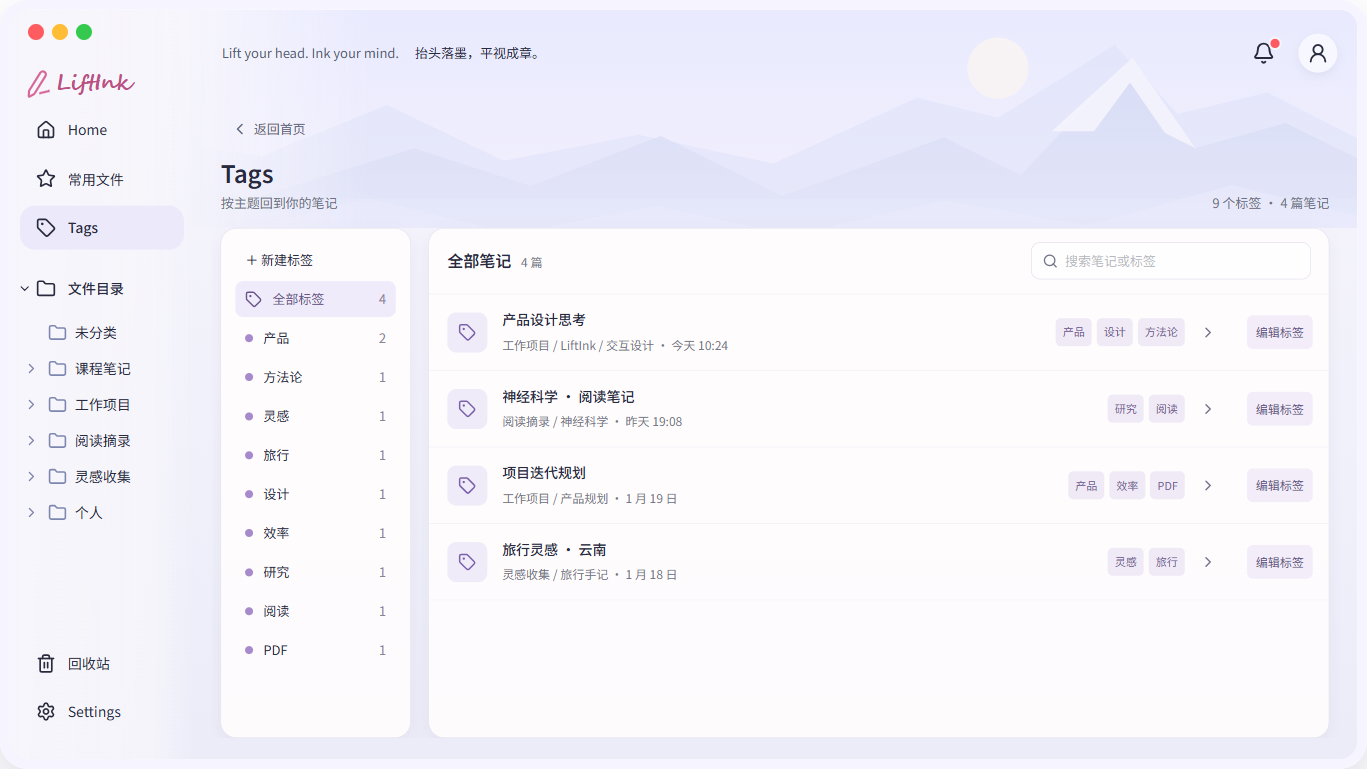 Lift your head. Ink your mind. 抬头落墨，平视成章。
LiftInk
Home
常用文件
Tags
文件目录
未分类
课程笔记
工作项目
阅读摘录
灵感收集
个人
回收站
Settings
返回首页
Tags
按主题回到你的笔记
9 个标签 · 4 篇笔记
+ 新建标签
全部标签 4
产品 2
方法论 1
灵感 1
旅行 1
设计 1
效率 1
研究 1
阅读 1
PDF 1
全部笔记 4 篇
搜索笔记或标签
产品设计思考
工作项目 / LiftInk / 交互设计 · 今天 10:24
产品 设计 方法论 编辑标签
神经科学 · 阅读笔记
阅读摘录 / 神经科学 · 昨天 19:08
研究 阅读 编辑标签
项目迭代规划
工作项目 / 产品规划 · 1 月 19 日
产品 效率 PDF 编辑标签
旅行灵感 · 云南
灵感收集 / 旅行手记 · 1 月 18 日
灵感 旅行 编辑标签